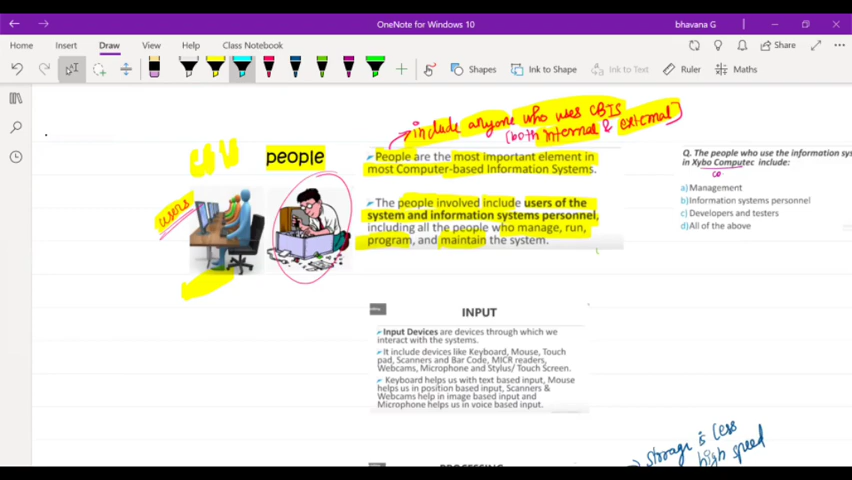 OneNote for Windows 10
bhavana G
Home Insert Draw View Help Class Notebook
Share
Shapes Ink to Shape Ink to Text Ruler Maths
include anyone who uses CBIS
[both internal & external]
people
users
People are the most important element in
most Computer-based Information Systems.
The people involved include users of the
system and information systems personnel,
including all the people who manage, run,
program, and maintain the system.
Q. The people who use the information sys
in Xybo Computec include:
co
a) Management
b) Information systems personnel
c) Developers and testers
d) All of the above
INPUT
Input Devices are devices through which we
interact with the systems.
It include devices like Keyboard, Mouse, Touch
pad, Scanners and Bar Code, MICR readers,
Webcams, Microphone and Stylus/ Touch Screen.
Keyboard helps us with text based input, Mouse
helps us in position based input, Scanners &
Webcams help in image based input and
Microphone helps us in voice based input.
→ storage is less
high speed